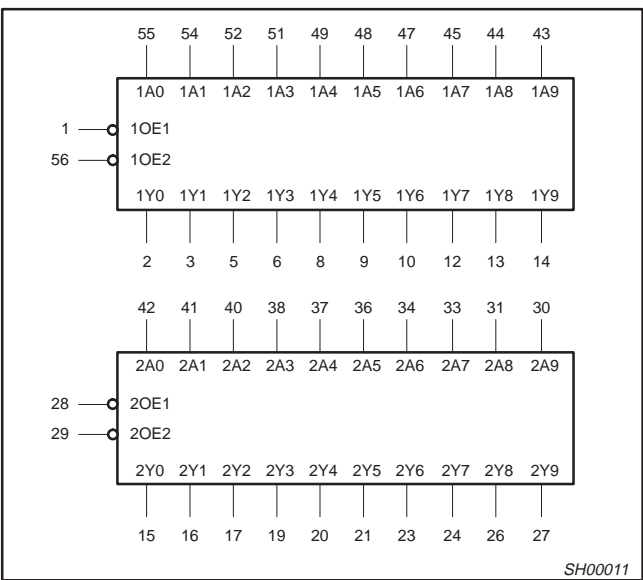 55 54 52 51 49 48 47 45 44 43
1A0 1A1 1A2 1A3 1A4 1A5 1A6 1A7 1A8 1A9
1 1OE1
56 1OE2
1Y0 1Y1 1Y2 1Y3 1Y4 1Y5 1Y6 1Y7 1Y8 1Y9
2 3 5 6 8 9 10 12 13 14
42 41 40 38 37 36 34 33 31 30
2A0 2A1 2A2 2A3 2A4 2A5 2A6 2A7 2A8 2A9
28 2OE1
29 2OE2
2Y0 2Y1 2Y2 2Y3 2Y4 2Y5 2Y6 2Y7 2Y8 2Y9
15 16 17 19 20 21 23 24 26 27
SH00011